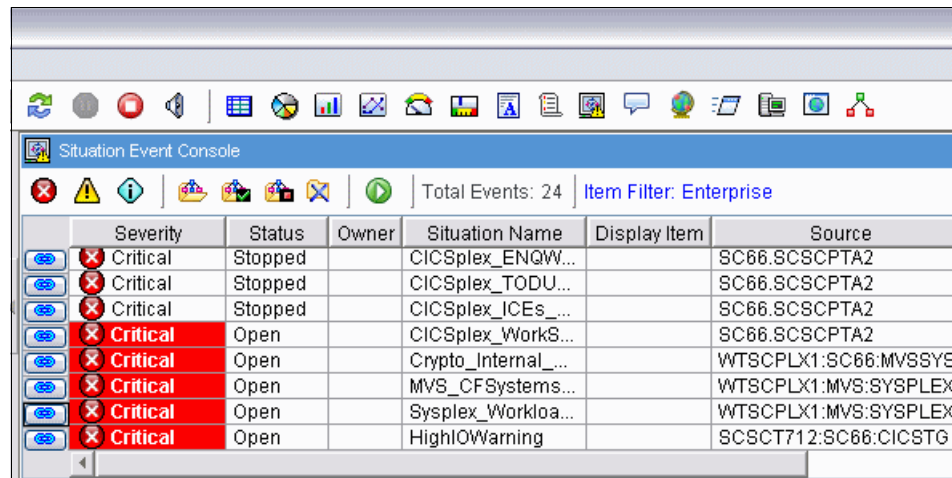 Situation Event Console
Total Events: 24 Item Filter: Enterprise
Severity Status Owner Situation Name Display Item Source
Critical Stopped CICSplex_ENQW... SC66.SCSCPTA2
Critical Stopped CICSplex_TODU... SC66.SCSCPTA2
Critical Stopped CICSplex_ICEs_... SC66.SCSCPTA2
Critical Open CICSplex_WorkS... SC66.SCSCPTA2
Critical Open Crypto_Internal_... WTSCPLX1:SC66:MVSSYS
Critical Open MVS_CFSystems... WTSCPLX1:MVS:SYSPLEX
Critical Open Sysplex_Workloa... WTSCPLX1:MVS:SYSPLEX
Critical Open HighIOWarning SCSCT712:SC66:CICSTG